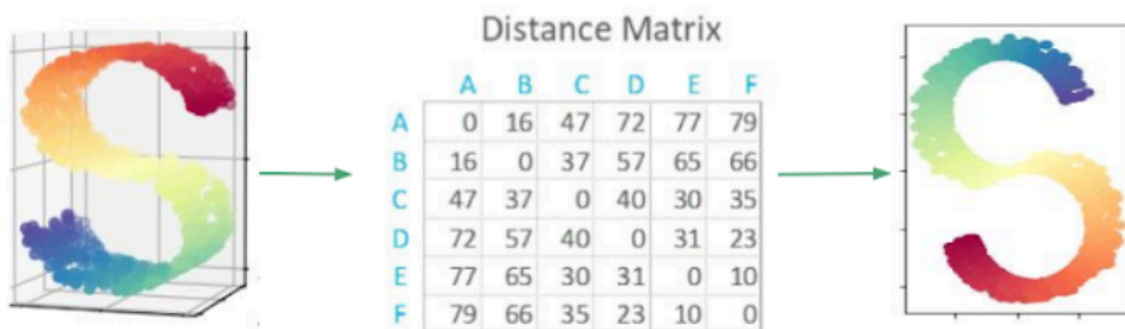 Distance Matrix
A B C D E F
A 0 16 47 72 77 79
B 16 0 37 57 65 66
C 47 37 0 40 30 35
D 72 57 40 0 31 23
E 77 65 30 31 0 10
F 79 66 35 23 10 0